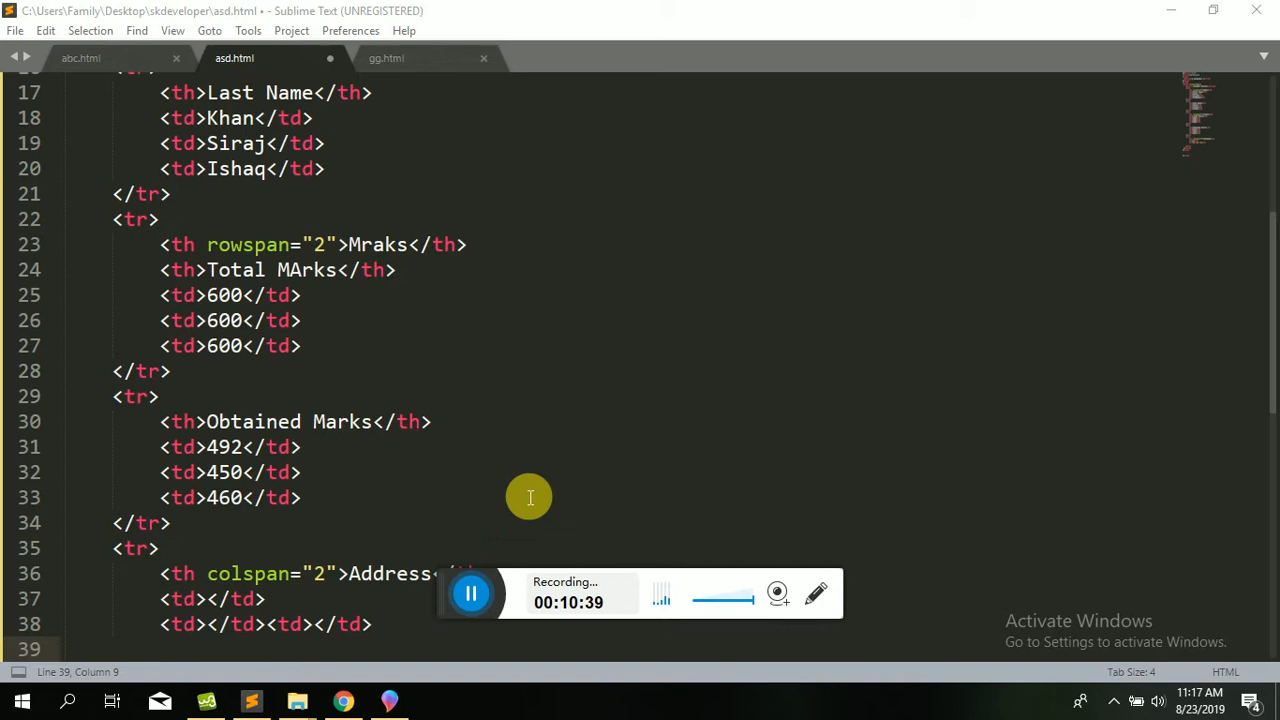 C:\Users\Family\Desktop\skdeveloper\asd.html • - Sublime Text (UNREGISTERED)
File Edit Selection Find View Goto Tools Project Preferences Help
abc.html asd.html gg.html
17 <th>Last Name</th>
18 <td>Khan</td>
19 <td>Siraj</td>
20 <td>Ishaq</td>
21 </tr>
22 <tr>
23 <th rowspan="2">Mraks</th>
24 <th>Total MArks</th>
25 <td>600</td>
26 <td>600</td>
27 <td>600</td>
28 </tr>
29 <tr>
30 <th>Obtained Marks</th>
31 <td>492</td>
32 <td>450</td>
33 <td>460</td>
34 </tr>
35 <tr>
36 <th colspan="2">Address<
37 <td></td>
38 <td></td><td></td>
39
Recording...
00:10:39
Activate Windows
Go to Settings to activate Windows.
Line 39, Column 9 Tab Size: 4 HTML
11:17 AM
8/23/2019
4